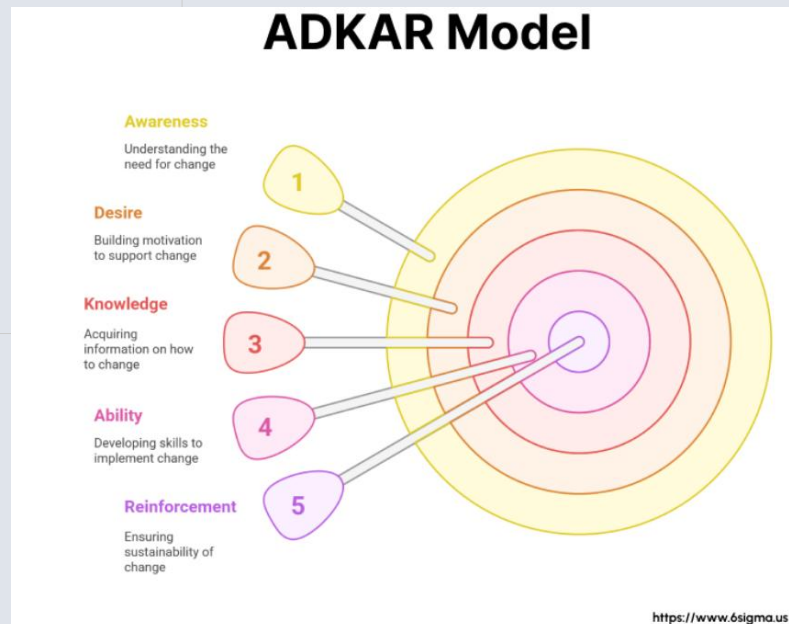 ADKAR Model
Awareness
Understanding the
need for change
1
Desire
Building motivation
to support change
2
Knowledge
Acquiring
information on how
to change
3
Ability
Developing skills to
implement change
4
Reinforcement
Ensuring
sustainability of
change
5
https://www.6sigma.us